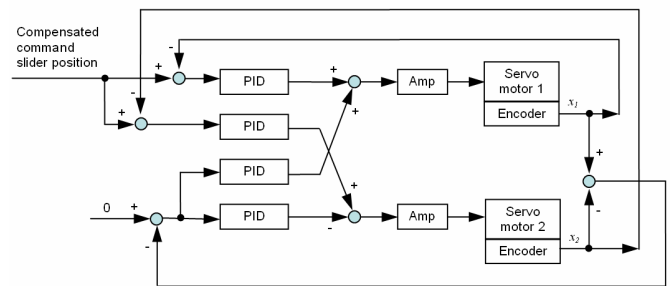 Compensated
command
slider position
-
-
+
+
-
PID
+
+
Amp
Servo
motor 1
Encoder
x1
PID
+
PID
+
-
0
+
-
PID
-
Amp
Servo
motor 2
Encoder
x2